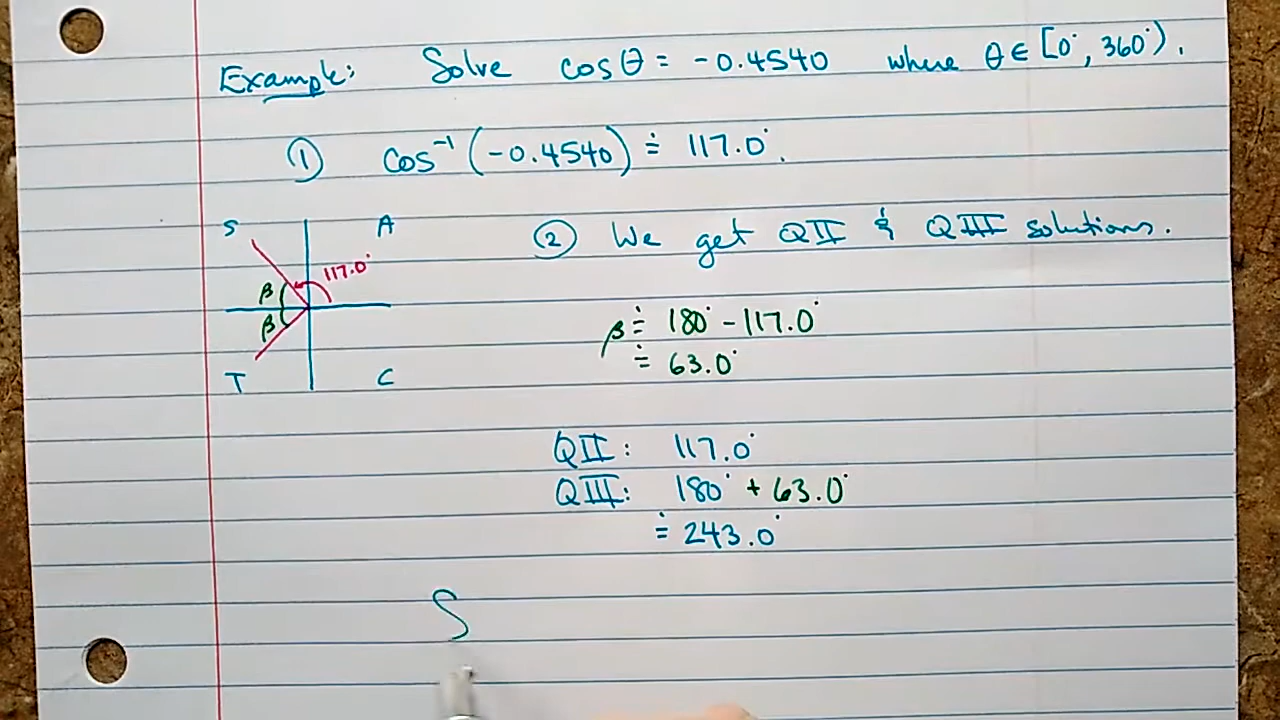 Example: Solve cosθ = -0.4540 where θ ∈ [0°, 360°).
① cos⁻¹(-0.4540) ≐ 117.0°.
S A
117.0°
β
β
T C
② We get QII & QIII solutions.
β ≐ 180° - 117.0°
≐ 63.0°
QII: 117.0°
QIII: 180° + 63.0°
≐ 243.0°
S